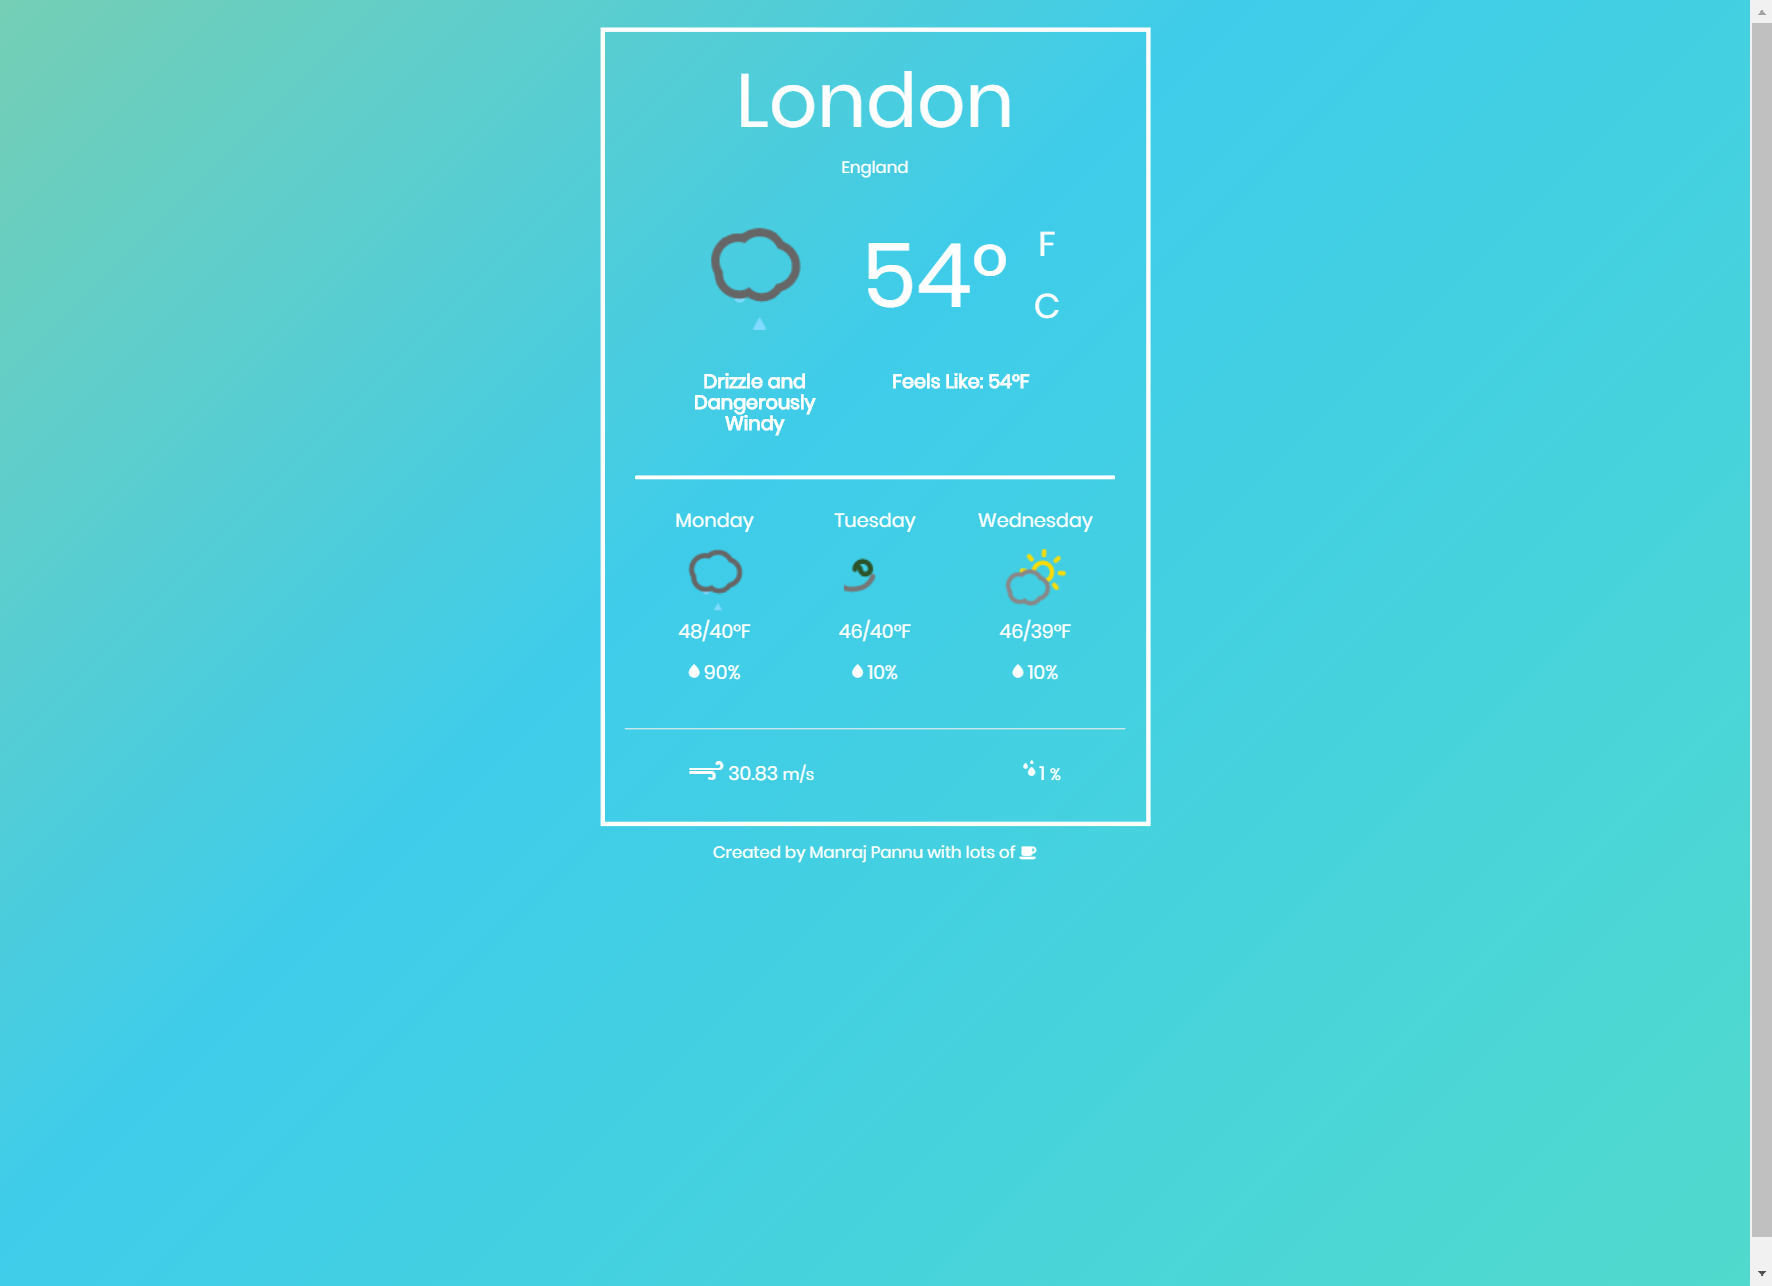 London
England
54° F
C
Drizzle and
Dangerously
Windy
Feels Like: 54°F
Monday Tuesday Wednesday
48/40°F 46/40°F 46/39°F
90% 10% 10%
30.83 m/s 1 %
Created by Manraj Pannu with lots of